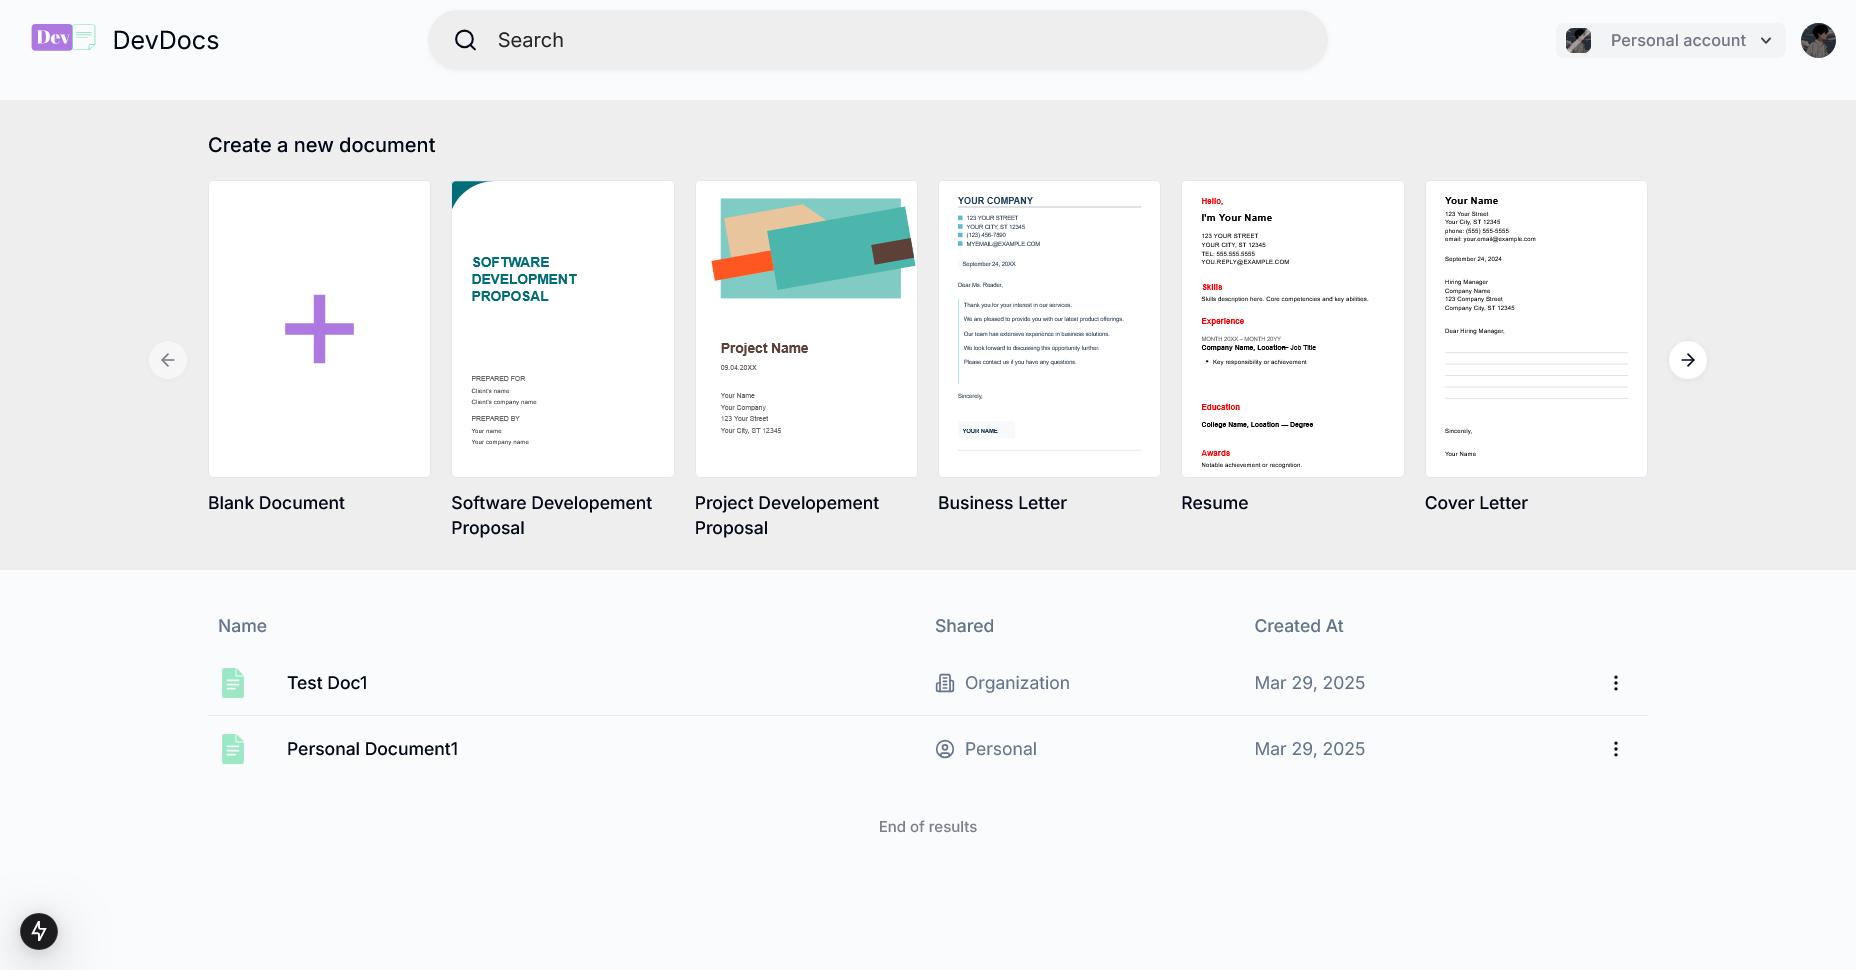 Dev
DevDocs
Search
Personal account
Create a new document
SOFTWARE
DEVELOPMENT
PROPOSAL
PREPARED FOR
Client's name
Client's company name
PREPARED BY
Your name
Your company name
Project Name
09.04.20XX
Your Name
Your Company
123 Your Street
Your City, ST 12345
YOUR COMPANY
123 YOUR STREET
YOUR CITY, ST 12345
(123) 456-7890
MYEMAIL@EXAMPLE.COM
September 24, 20XX
Dear Ms. Reader,
Thank you for your interest in our services.
We are pleased to provide you with our latest product offerings.
Our team has extensive experience in business solutions.
We look forward to discussing this opportunity further.
Please contact us if you have any questions.
Sincerely,
YOUR NAME
Hello,
I'm Your Name
123 YOUR STREET
YOUR CITY, ST 12345
TEL: 555.555.5555
YOU.REPLY@EXAMPLE.COM
Skills
Skills description here. Core competencies and key abilities.
Experience
MONTH 20XX – MONTH 20YY
Company Name, Location— Job Title
• Key responsibility or achievement
Education
College Name, Location — Degree
Awards
Notable achievement or recognition.
Your Name
123 Your Street
Your City, ST 12345
phone: (555) 555-5555
email: your.email@example.com
September 24, 2024
Hiring Manager
Company Name
123 Company Street
Company City, ST 12345
Dear Hiring Manager,
Sincerely,
Your Name
Blank Document
Software Developement
Proposal
Project Developement
Proposal
Business Letter
Resume
Cover Letter
Name Shared Created At
Test Doc1 Organization Mar 29, 2025
Personal Document1 Personal Mar 29, 2025
End of results